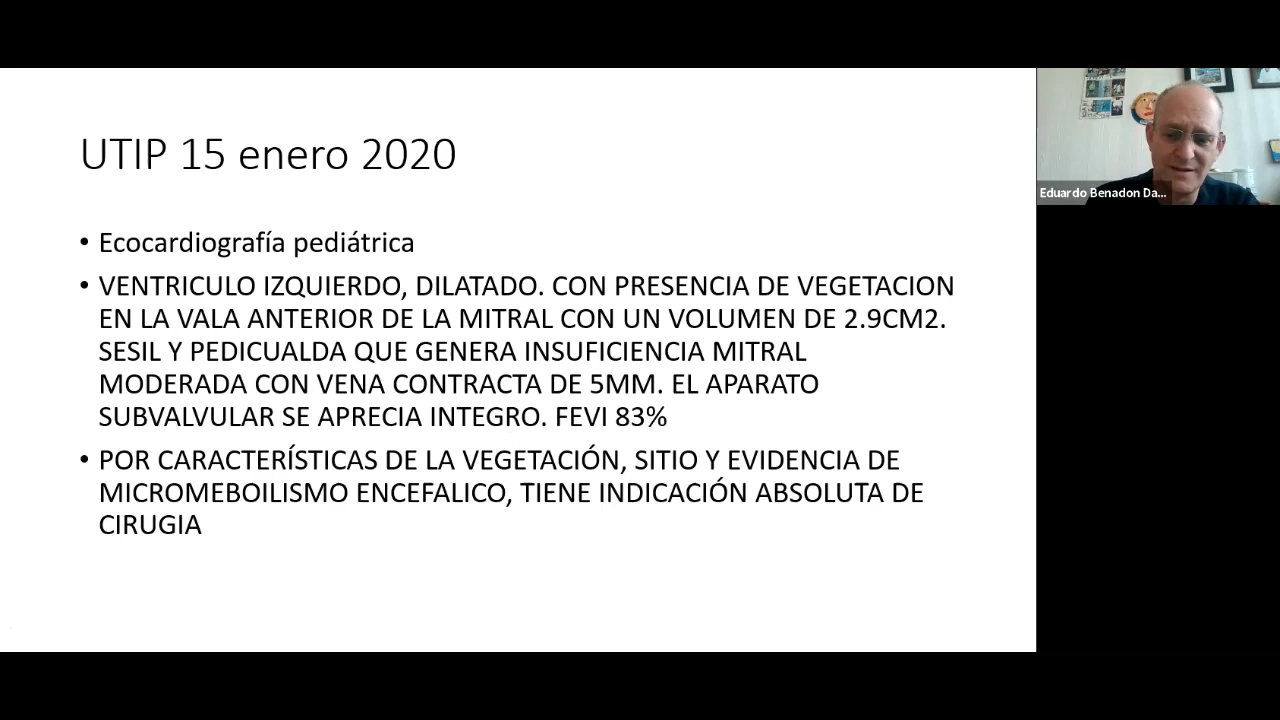 UTIP 15 enero 2020
• Ecocardiografía pediátrica
• VENTRICULO IZQUIERDO, DILATADO. CON PRESENCIA DE VEGETACION
EN LA VALA ANTERIOR DE LA MITRAL CON UN VOLUMEN DE 2.9CM2.
SESIL Y PEDICUALDA QUE GENERA INSUFICIENCIA MITRAL
MODERADA CON VENA CONTRACTA DE 5MM. EL APARATO
SUBVALVULAR SE APRECIA INTEGRO. FEVI 83%
• POR CARACTERÍSTICAS DE LA VEGETACIÓN, SITIO Y EVIDENCIA DE
MICROMEBOILISMO ENCEFALICO, TIENE INDICACIÓN ABSOLUTA DE
CIRUGIA
Eduardo Benadon Da...